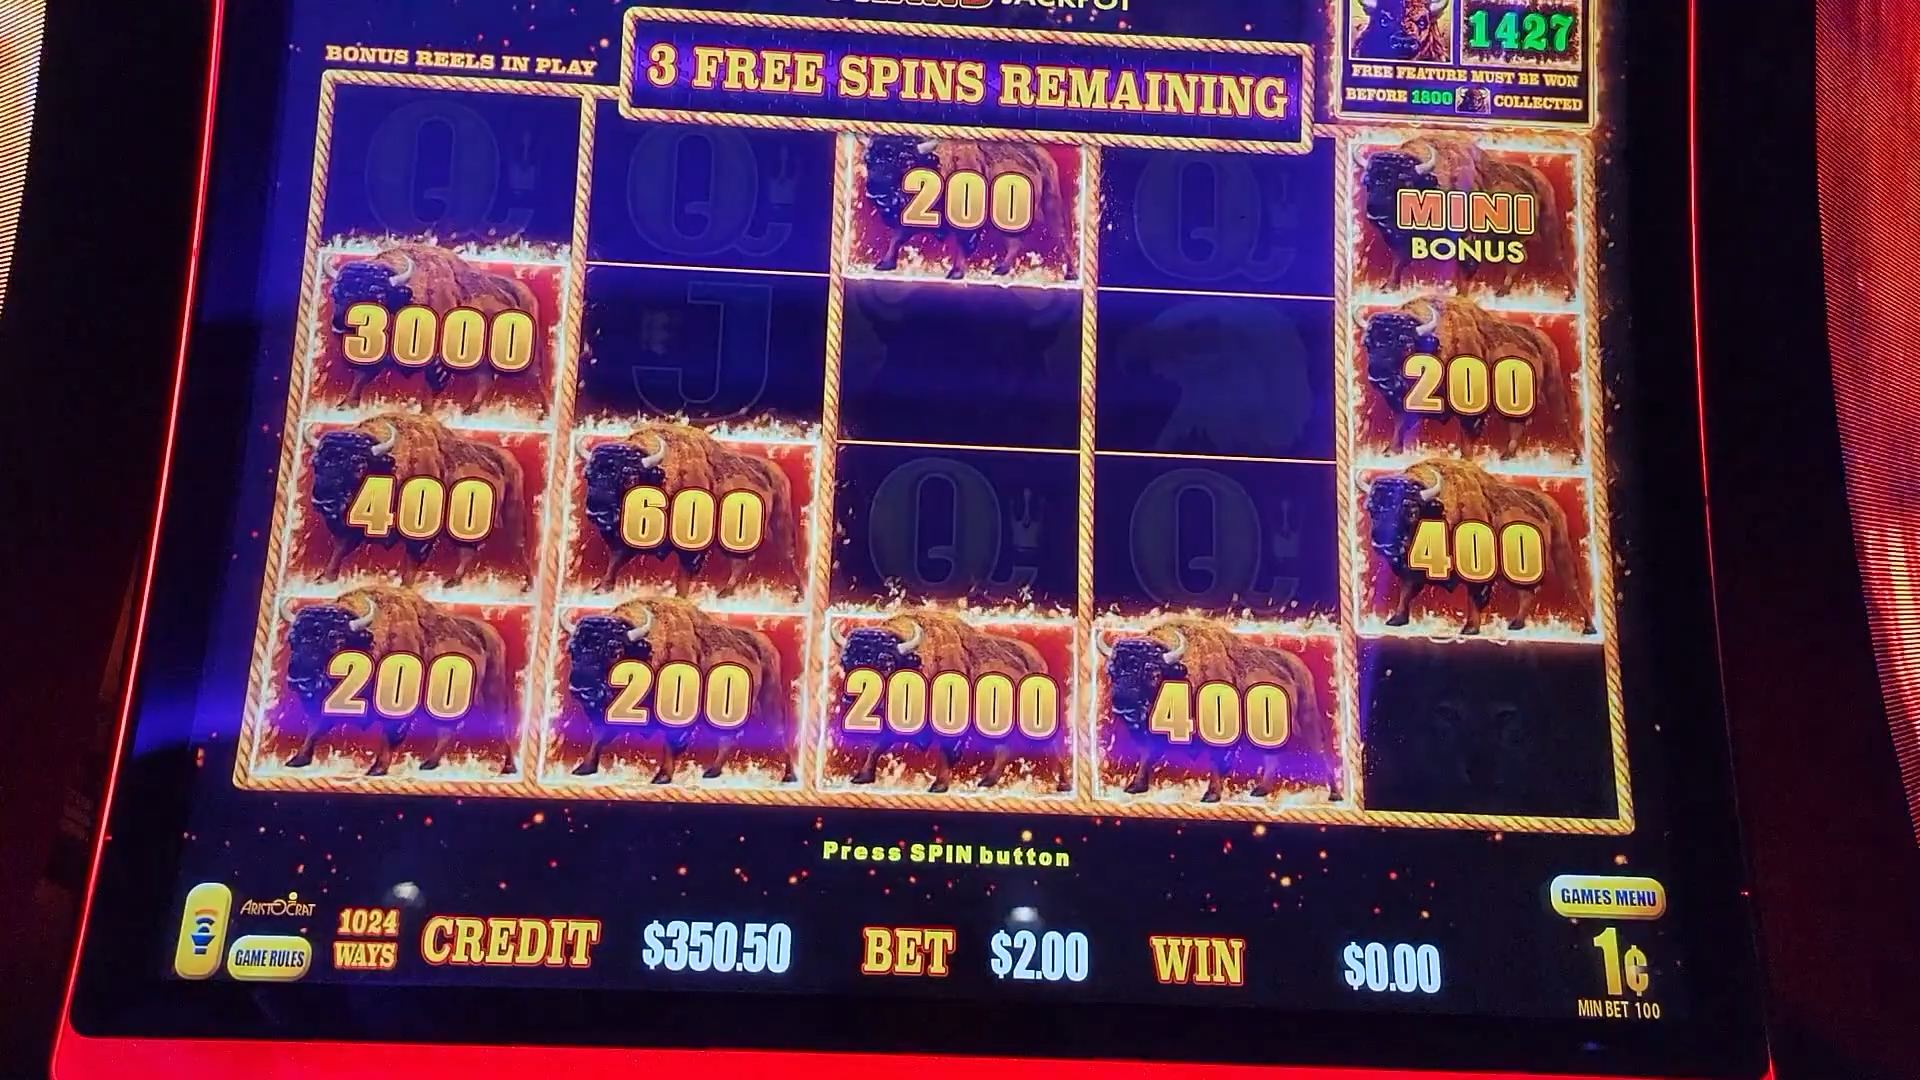 JACKPOT
BONUS REELS IN PLAY
3 FREE SPINS REMAINING
1427
FREE FEATURE MUST BE WON
BEFORE 1800 COLLECTED
Q Q 200 Q MINI BONUS
3000 J 200
400 600 Q Q 400
200 200 20000 400
Press SPIN button
GAMES MENU
ARISTOCRAT
GAME RULES
1024 WAYS
CREDIT $350.50 BET $2.00 WIN $0.00
1¢
MIN BET 100